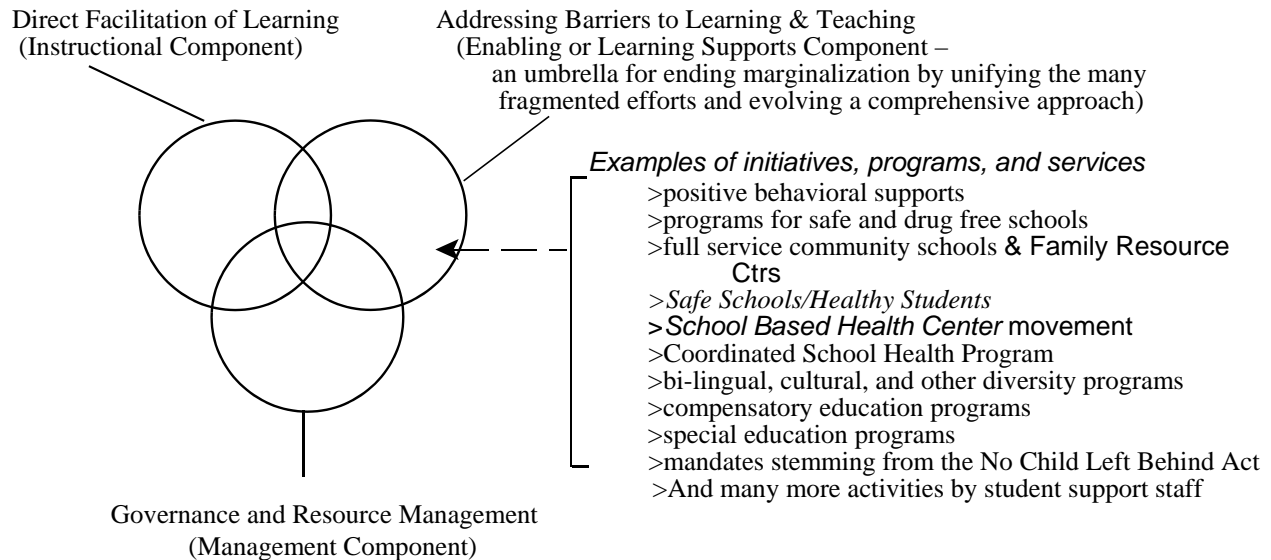 Direct Facilitation of Learning
(Instructional Component)
Addressing Barriers to Learning & Teaching
(Enabling or Learning Supports Component –
an umbrella for ending marginalization by unifying the many
fragmented efforts and evolving a comprehensive approach)
Examples of initiatives, programs, and services
>positive behavioral supports
>programs for safe and drug free schools
>full service community schools & Family Resource
Ctrs
>Safe Schools/Healthy Students
>School Based Health Center movement
>Coordinated School Health Program
>bi-lingual, cultural, and other diversity programs
>compensatory education programs
>special education programs
>mandates stemming from the No Child Left Behind Act
>And many more activities by student support staff
Governance and Resource Management
(Management Component)